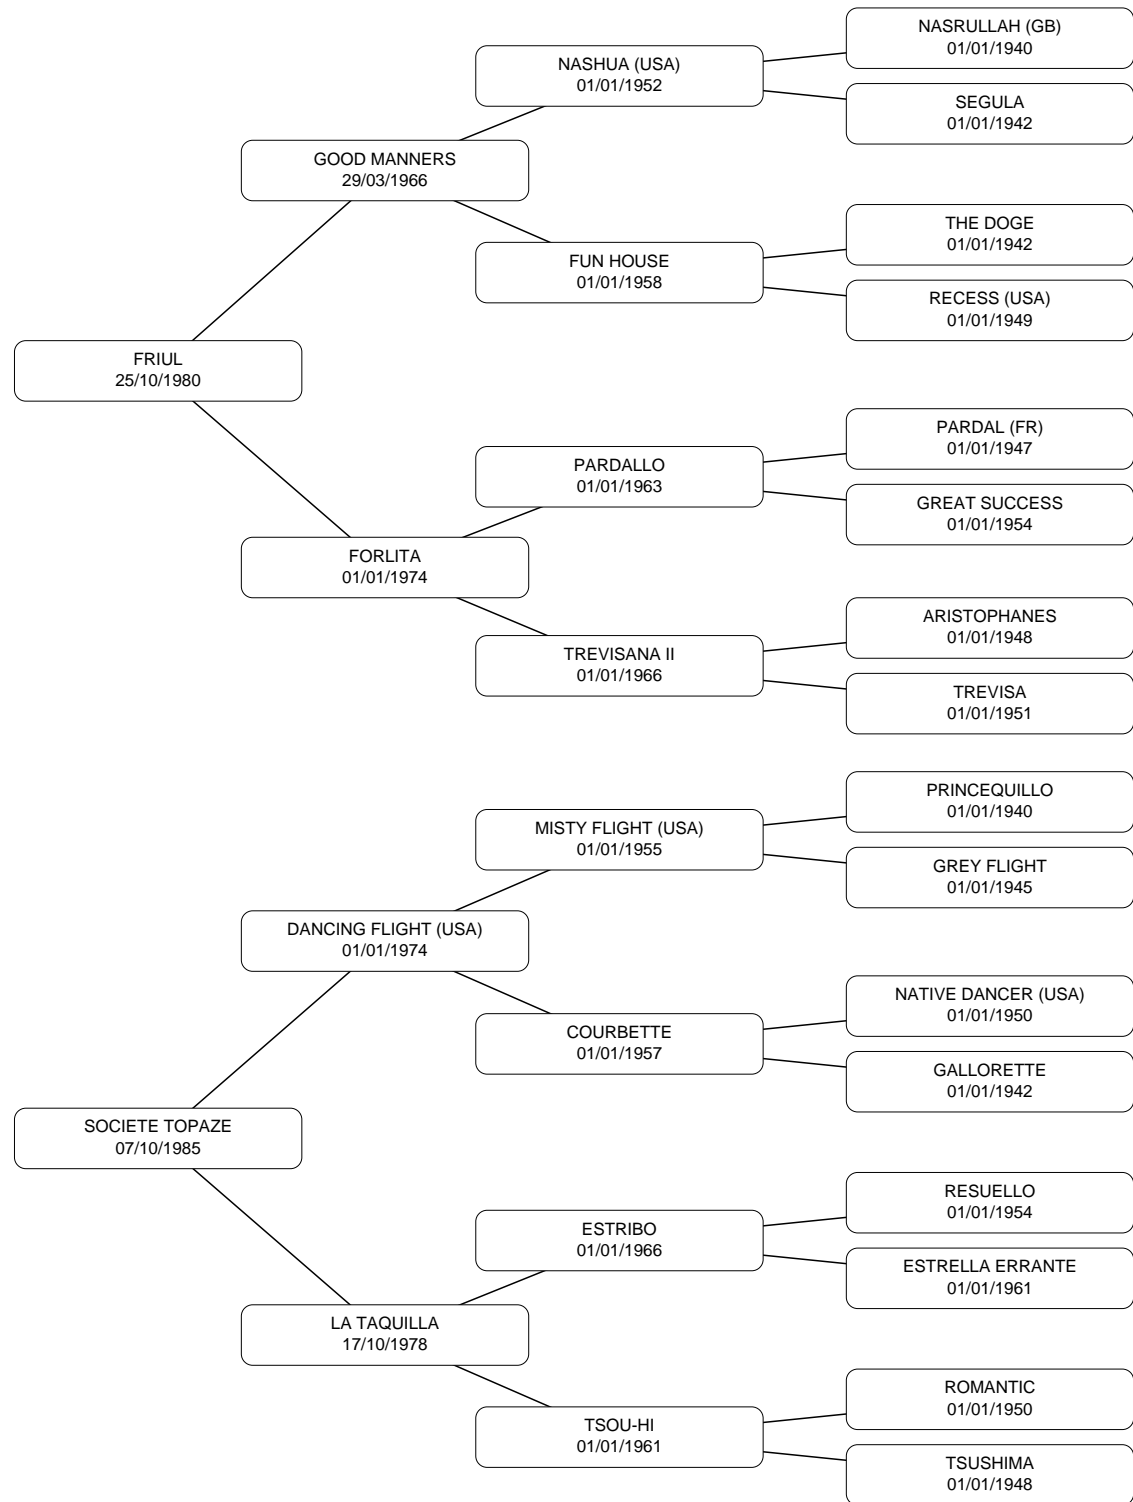 NASRULLAH (GB)
01/01/1940
NASHUA (USA)
01/01/1952
SEGULA
01/01/1942
GOOD MANNERS
29/03/1966
THE DOGE
01/01/1942
FUN HOUSE
01/01/1958
RECESS (USA)
01/01/1949
FRIUL
25/10/1980
PARDAL (FR)
01/01/1947
PARDALLO
01/01/1963
GREAT SUCCESS
01/01/1954
FORLITA
01/01/1974
ARISTOPHANES
01/01/1948
TREVISANA II
01/01/1966
TREVISA
01/01/1951
PRINCEQUILLO
01/01/1940
MISTY FLIGHT (USA)
01/01/1955
GREY FLIGHT
01/01/1945
DANCING FLIGHT (USA)
01/01/1974
NATIVE DANCER (USA)
01/01/1950
COURBETTE
01/01/1957
GALLORETTE
01/01/1942
SOCIETE TOPAZE
07/10/1985
RESUELLO
01/01/1954
ESTRIBO
01/01/1966
ESTRELLA ERRANTE
01/01/1961
LA TAQUILLA
17/10/1978
ROMANTIC
01/01/1950
TSOU-HI
01/01/1961
TSUSHIMA
01/01/1948